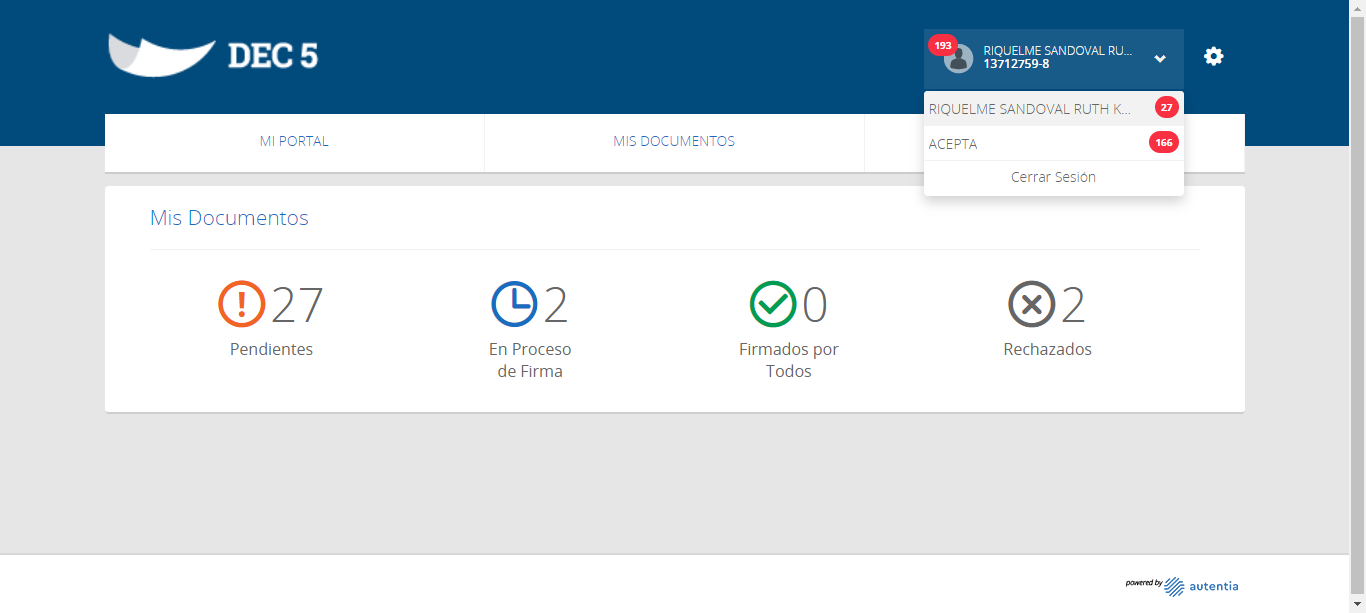 DEC 5
193
RIQUELME SANDOVAL RU...
13712759-8
RIQUELME SANDOVAL RUTH K...
27
ACEPTA
166
Cerrar Sesión
MI PORTAL
MIS DOCUMENTOS
Mis Documentos
27
Pendientes
2
En Proceso
de Firma
0
Firmados por
Todos
2
Rechazados
powered by
autentia